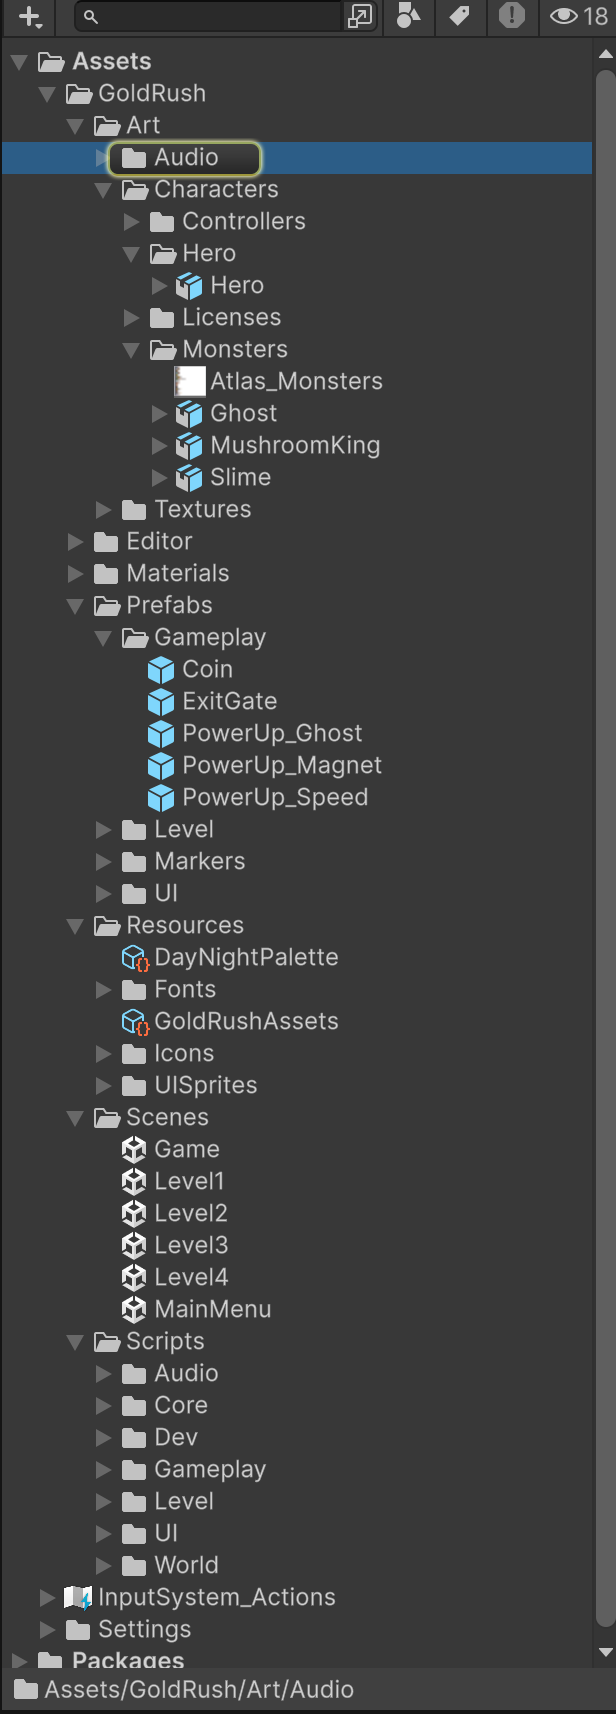 18
Assets
GoldRush
Art
Audio
Characters
Controllers
Hero
Hero
Licenses
Monsters
Atlas_Monsters
Ghost
MushroomKing
Slime
Textures
Editor
Materials
Prefabs
Gameplay
Coin
ExitGate
PowerUp_Ghost
PowerUp_Magnet
PowerUp_Speed
Level
Markers
UI
Resources
DayNightPalette
Fonts
GoldRushAssets
Icons
UISprites
Scenes
Game
Level1
Level2
Level3
Level4
MainMenu
Scripts
Audio
Core
Dev
Gameplay
Level
UI
World
InputSystem_Actions
Settings
Packages
Assets/GoldRush/Art/Audio